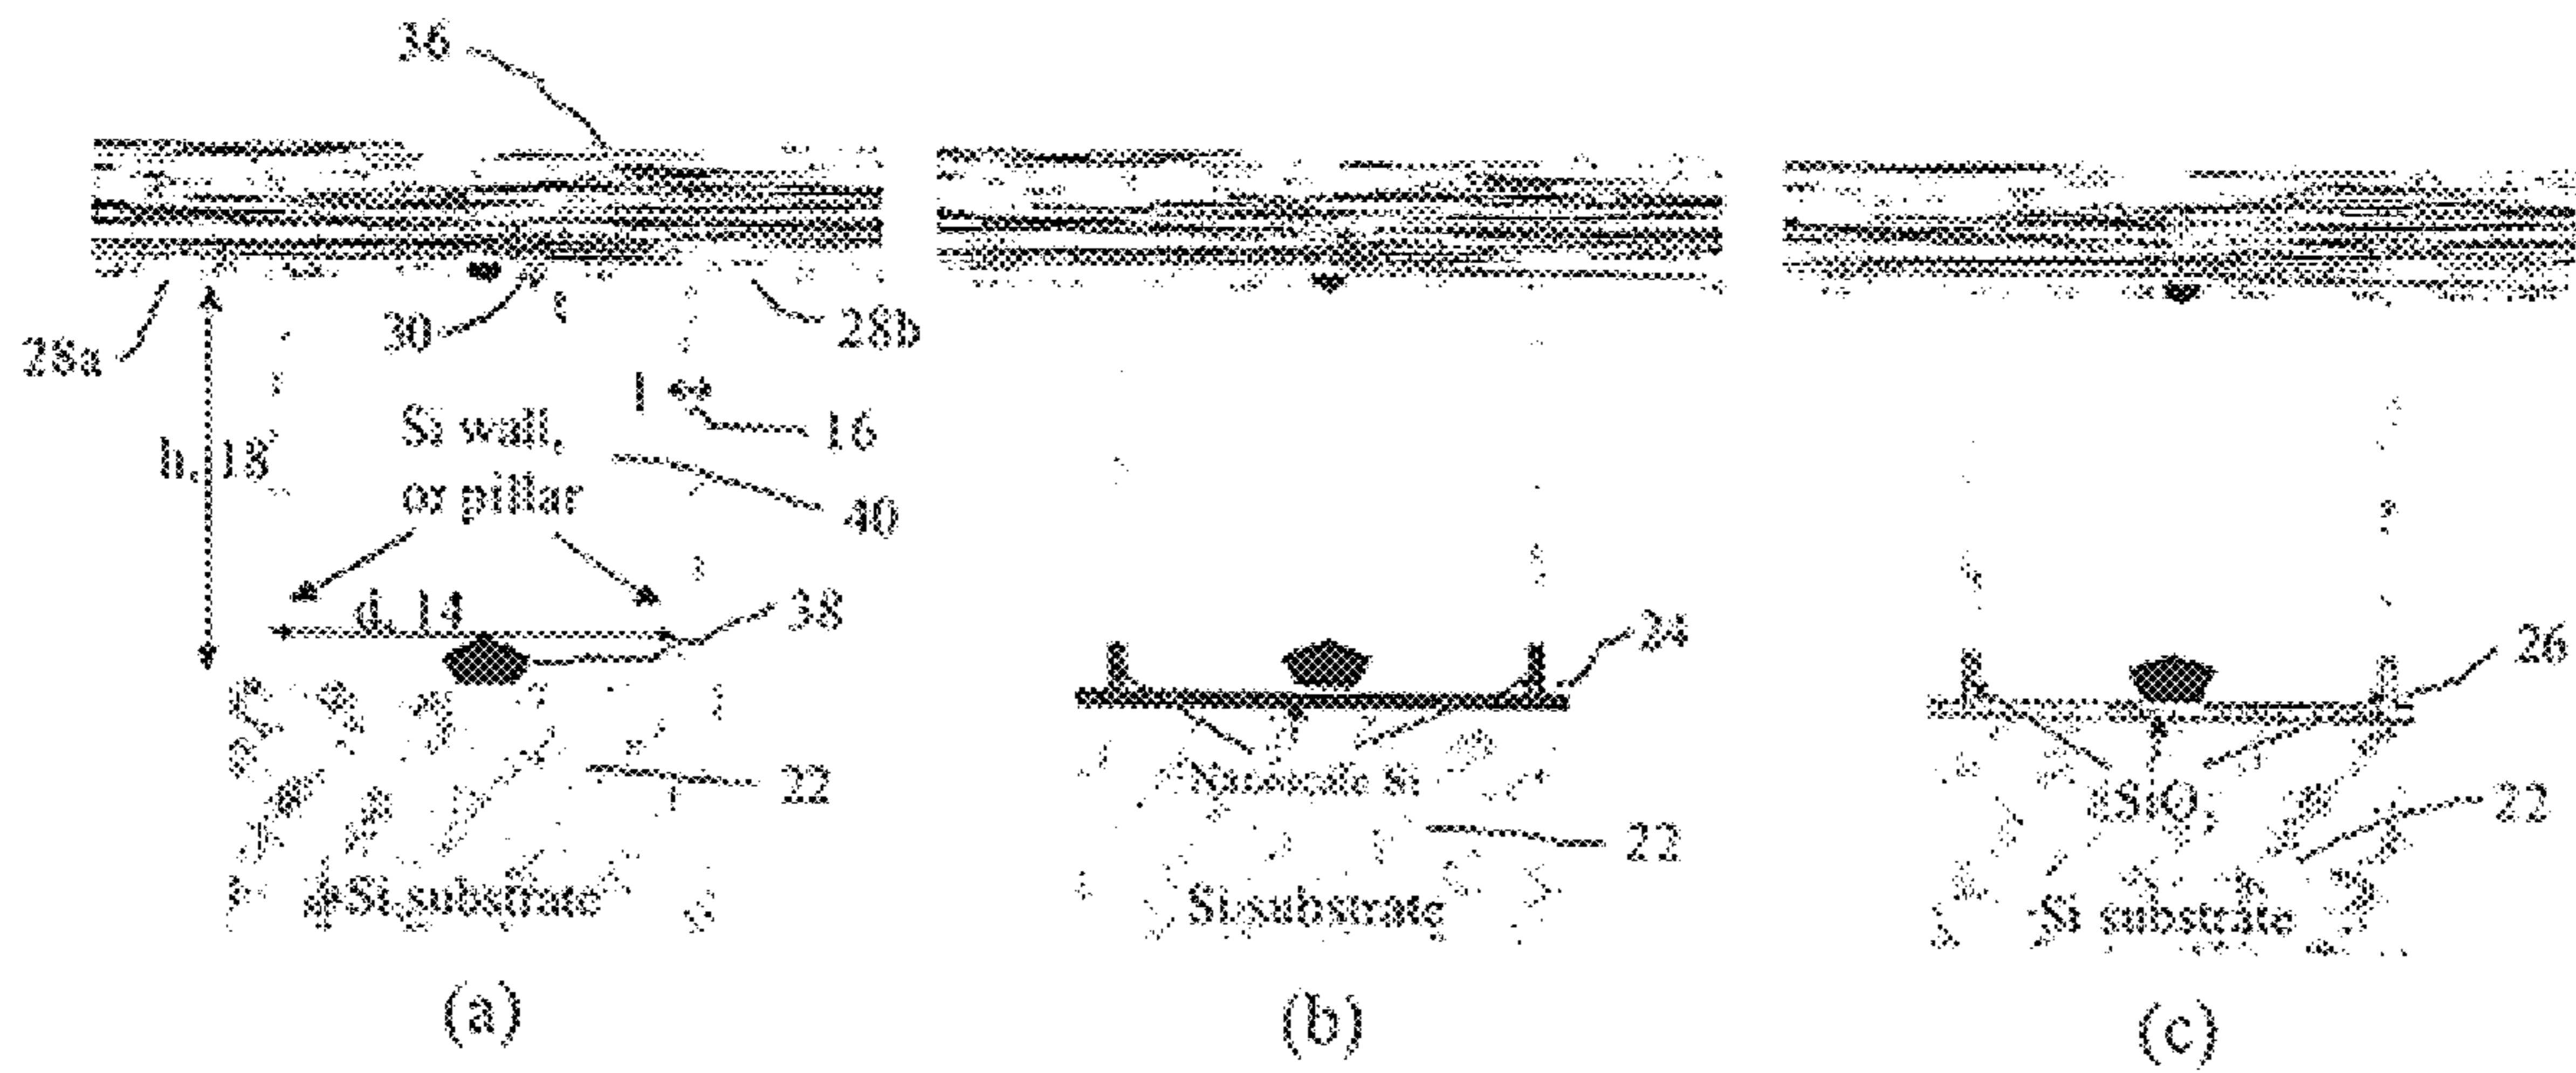 36
28a
30
t
28b
h, 18
l
16
Si wall,
or pillar
40
d, 14
38
22
Si substrate
(a)
24
Nanoscale Si
22
Si substrate
(b)
26
SiO
22
Si substrate
(c)